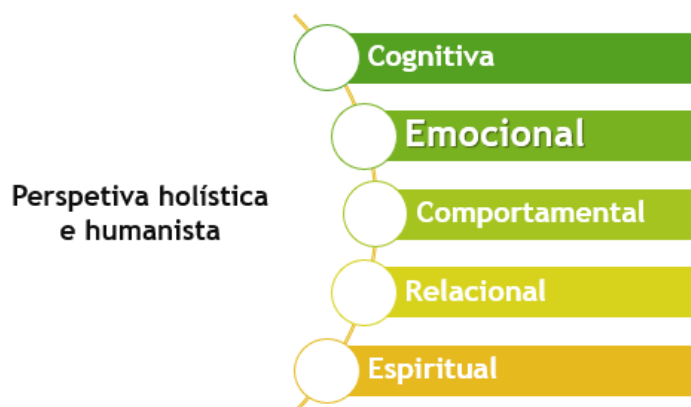 Perspetiva holística
e humanista
Cognitiva
Emocional
Comportamental
Relacional
Espiritual